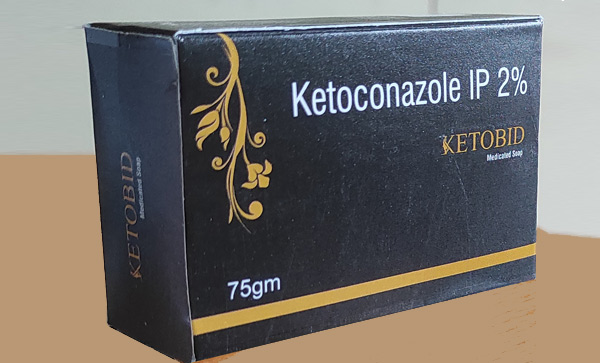 Ketoconazole IP 2%
KETOBID
Medicated Soap
75gm
KETOBID
Medicated Soap